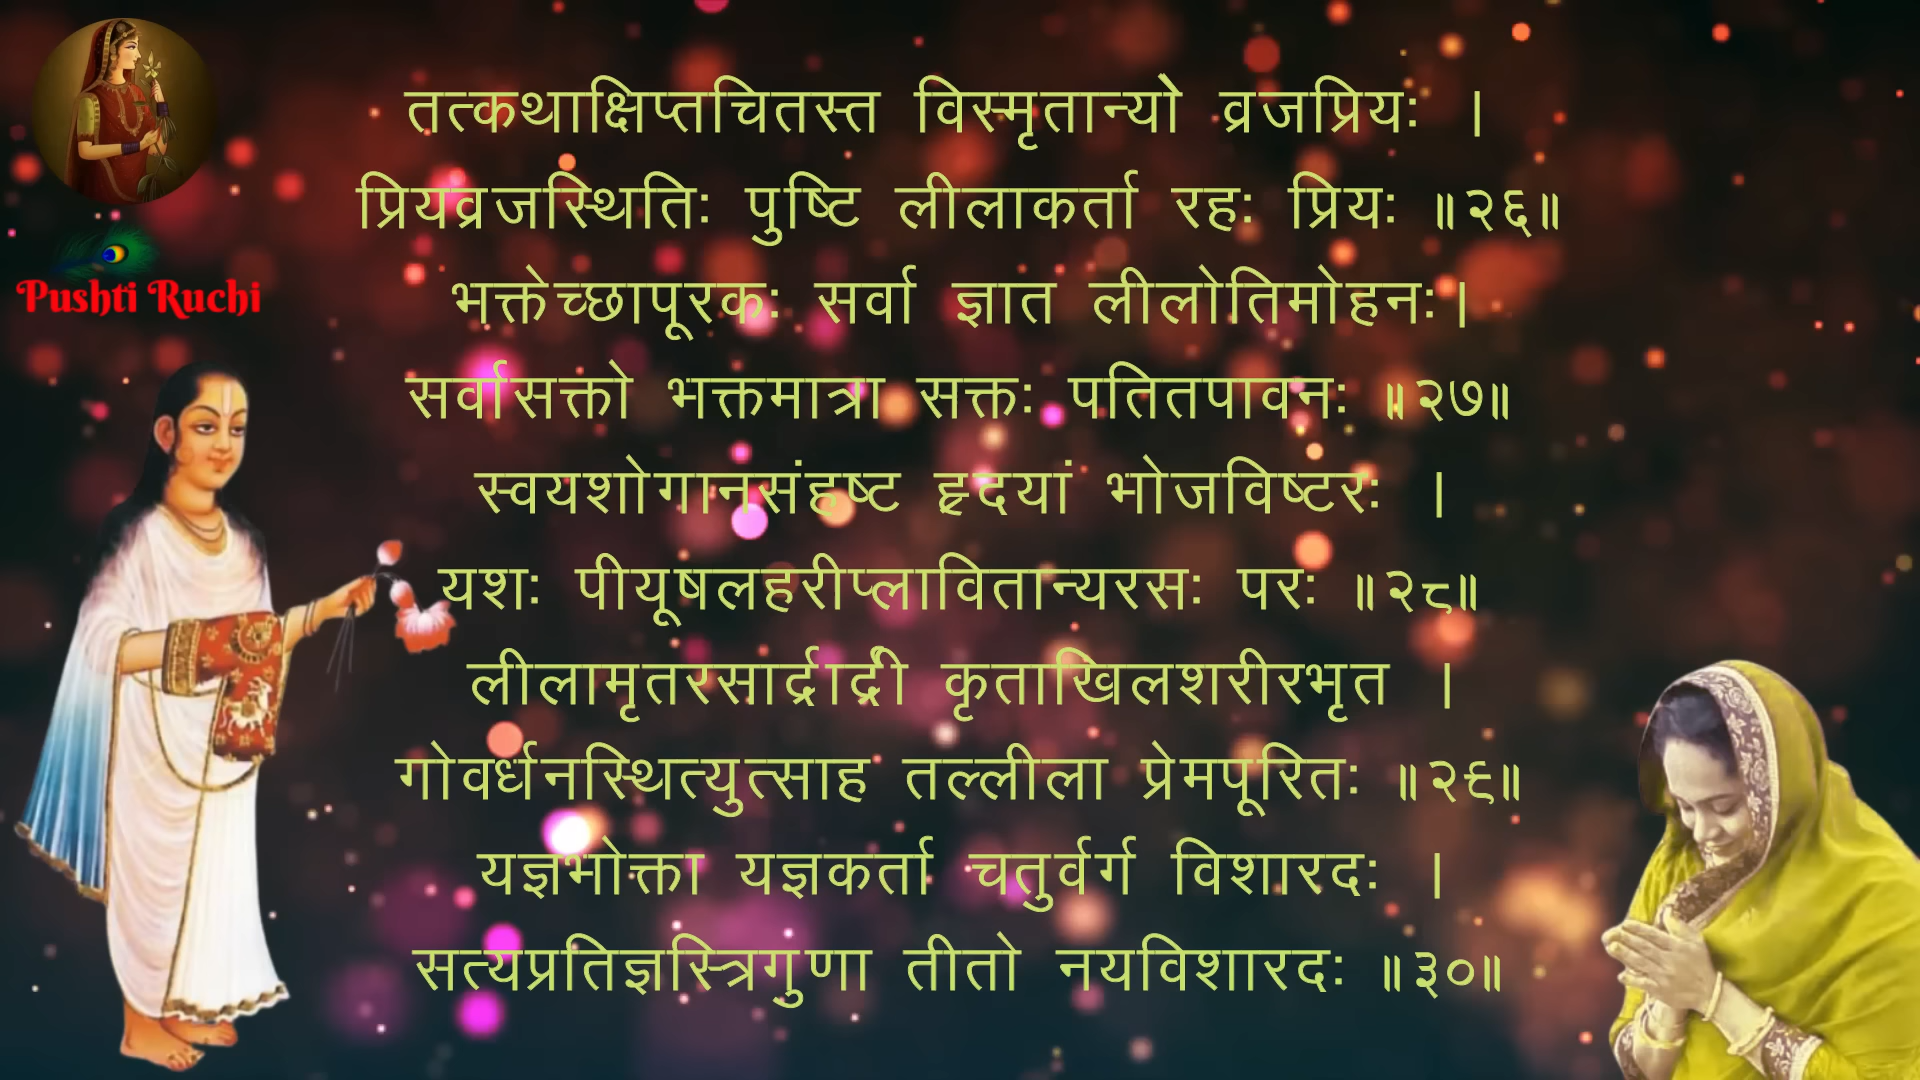 तत्कथाक्षिप्तचितस्त विस्मृतान्यो व्रजप्रियः ।
प्रियव्रजस्थितिः पुष्टि लीलाकर्ता रहः प्रियः ॥२६॥
भक्तेच्छापूरकः सर्वा ज्ञात लीलोतिमोहनः।
सर्वासक्तो भक्तमात्रा सक्तः पतितपावनः ॥२७॥
स्वयशोगानसंहृष्ट हृदयां भोजविष्टरः ।
यशः पीयूषलहरीप्लावितान्यरसः परः ॥२८॥
लीलामृतरसार्द्रार्द्री कृताखिलशरीरभृत ।
गोवर्धनस्थित्युत्साह तल्लीला प्रेमपूरितः ॥२९॥
यज्ञभोक्ता यज्ञकर्ता चतुर्वर्ग विशारदः ।
सत्यप्रतिज्ञस्त्रिगुणा तीतो नयविशारदः ॥३०॥
Pushti Ruchi